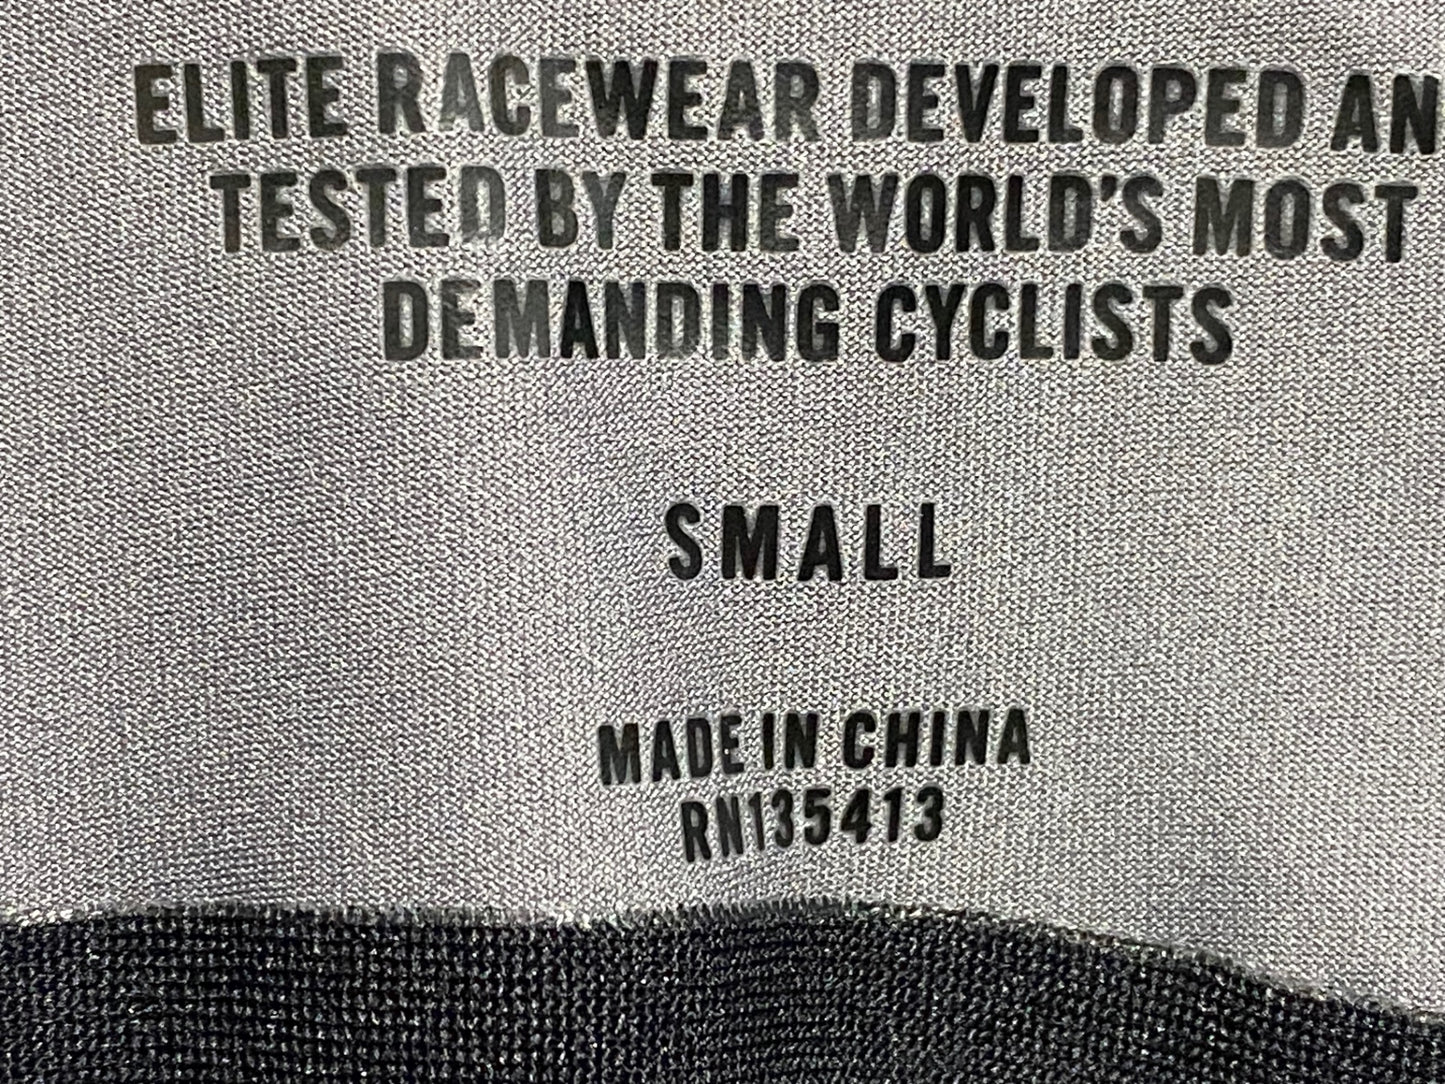 ELITE RACEWEAR DEVELOPED AN
TESTED BY THE WORLD'S MOST
DEMANDING CYCLISTS
SMALL
MADE IN CHINA
RN135413